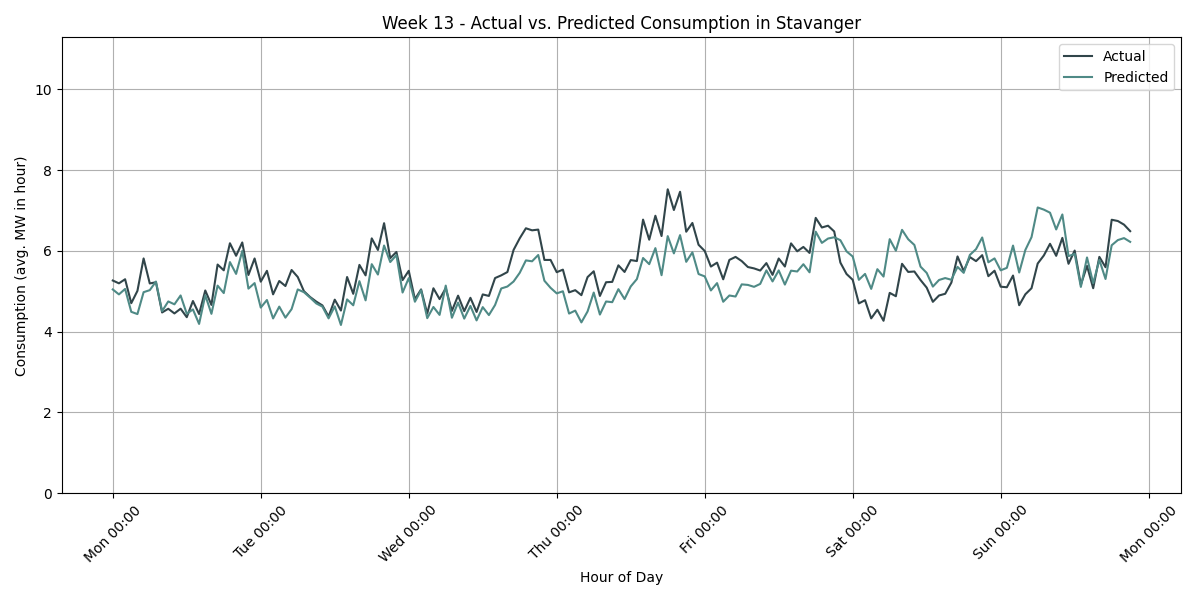 Week 13 - Actual vs. Predicted Consumption in Stavanger
Actual
Predicted
Consumption (avg. MW in hour)
10
8
6
4
2
0
Mon 00:00
Tue 00:00
Wed 00:00
Thu 00:00
Fri 00:00
Sat 00:00
Sun 00:00
Mon 00:00
Hour of Day